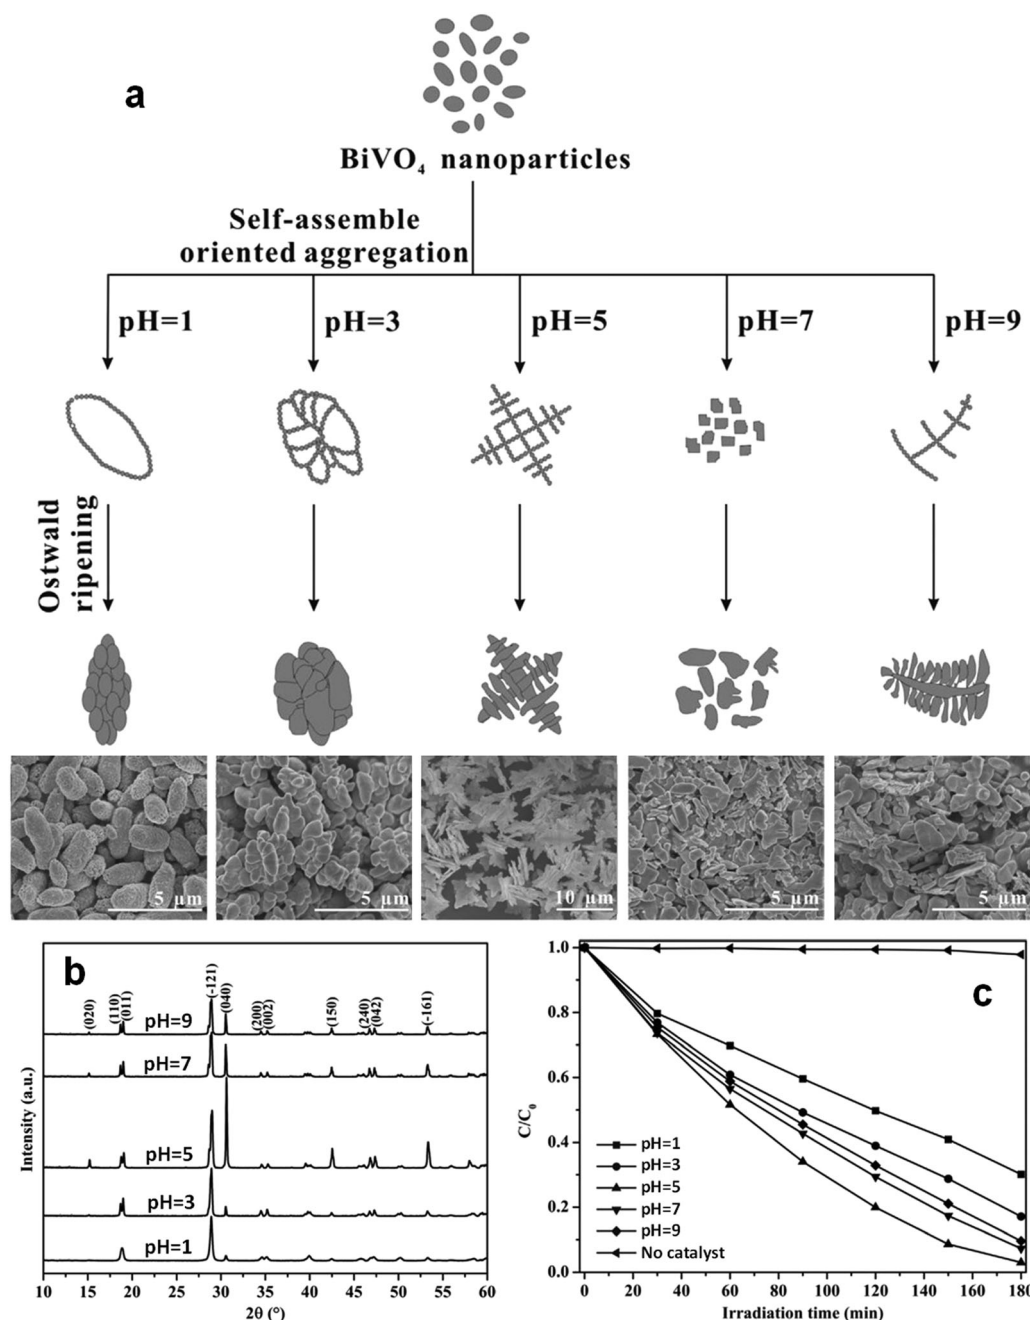 a
BiVO₄ nanoparticles
Self-assemble
oriented aggregation
pH=1
pH=3
pH=5
pH=7
pH=9
Ostwald
ripening
5 µm
5 µm
10 µm
5 µm
5 µm
b
(020)
(110)
(011)
(-121)
(040)
(200)
(002)
(150)
(240)
(042)
(-161)
pH=9
pH=7
pH=5
pH=3
pH=1
Intensity (a.u.)
10 15 20 25 30 35 40 45 50 55 60
2θ (°)
c
1.0
0.8
0.6
0.4
0.2
0.0
C/C₀
pH=1
pH=3
pH=5
pH=7
pH=9
No catalyst
0 20 40 60 80 100 120 140 160 180
Irradiation time (min)